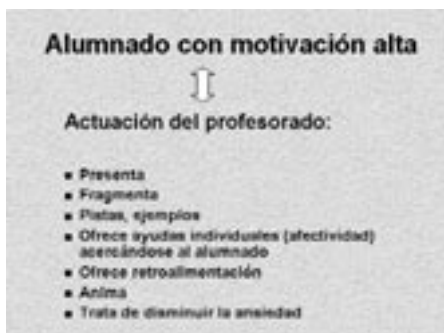 Alumnado con motivación alta
Actuación del profesorado:
Presenta
Fragmenta
Pistas, ejemplos
Ofrece ayudas individuales (afectividad)
acercándose al alumnado
Ofrece retroalimentación
Anima
Trata de disminuir la ansiedad